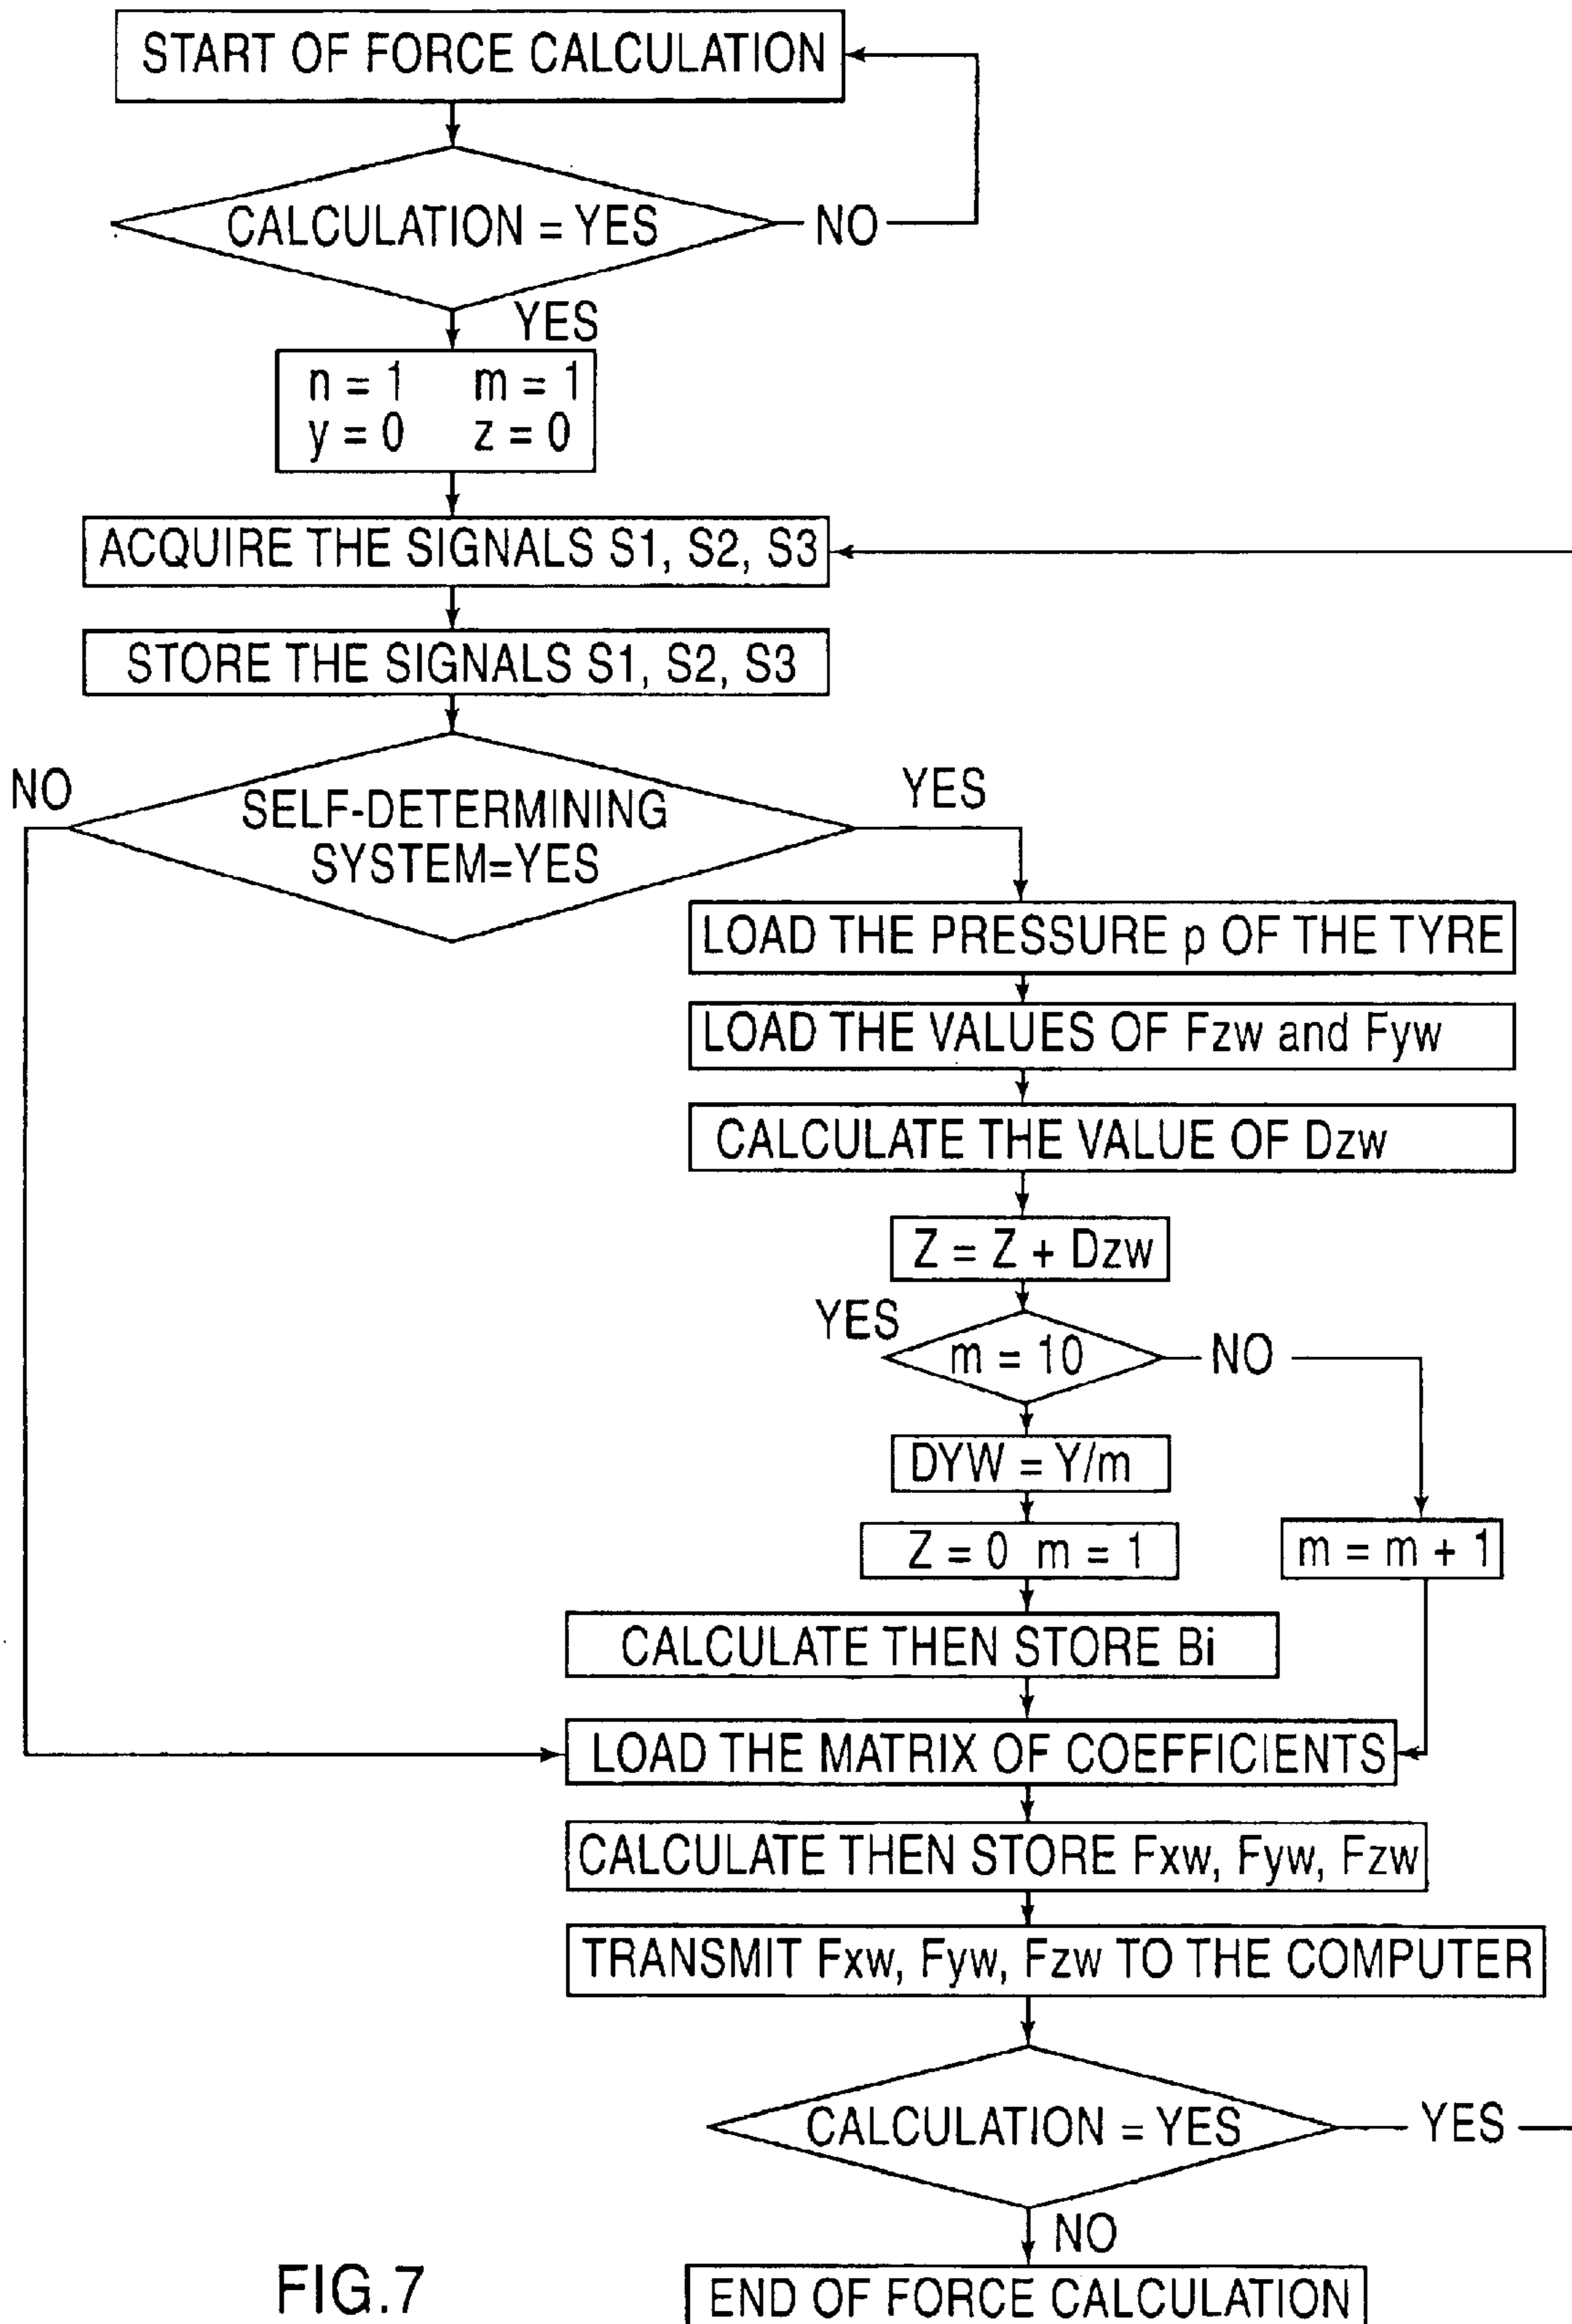 START OF FORCE CALCULATION
CALCULATION = YES
NO
YES
n = 1 m = 1
y = 0 z = 0
ACQUIRE THE SIGNALS S1, S2, S3
STORE THE SIGNALS S1, S2, S3
NO
SELF-DETERMINING
SYSTEM=YES
YES
LOAD THE PRESSURE p OF THE TYRE
LOAD THE VALUES OF Fzw and Fyw
CALCULATE THE VALUE OF Dzw
Z = Z + Dzw
YES
m = 10
NO
DYW = Y/m
Z = 0 m = 1
m = m + 1
CALCULATE THEN STORE Bi
LOAD THE MATRIX OF COEFFICIENTS
CALCULATE THEN STORE Fxw, Fyw, Fzw
TRANSMIT Fxw, Fyw, Fzw TO THE COMPUTER
CALCULATION = YES
YES
NO
END OF FORCE CALCULATION
FIG.7